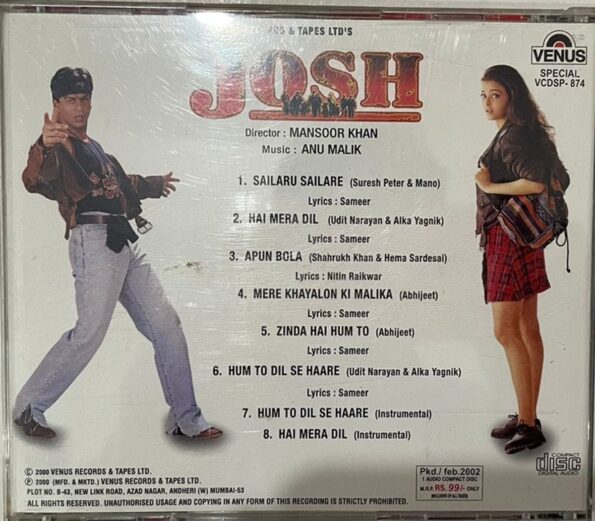 RDS & TAPES LTD'S
JOSH
VENUS
SPECIAL
VCDSP- 874
Director : MANSOOR KHAN
Music : ANU MALIK
1. SAILARU SAILARE (Suresh Peter & Mano)
Lyrics : Sameer
2. HAI MERA DIL (Udit Narayan & Alka Yagnik)
Lyrics : Sameer
3. APUN BOLA (Shahrukh Khan & Hema Sardesai)
Lyrics : Nitin Raikwar
4. MERE KHAYALON KI MALIKA (Abhijeet)
Lyrics : Sameer
5. ZINDA HAI HUM TO (Abhijeet)
Lyrics : Sameer
6. HUM TO DIL SE HAARE (Udit Narayan & Alka Yagnik)
Lyrics : Sameer
7. HUM TO DIL SE HAARE (Instrumental)
8. HAI MERA DIL (Instrumental)
© 2000 VENUS RECORDS & TAPES LTD.
℗ 2000 (MFD. & MKTD.) VENUS RECORDS & TAPES LTD.
PLOT NO. B-43, NEW LINK ROAD, AZAD NAGAR, ANDHERI (W) MUMBAI-53
ALL RIGHTS RESERVED. UNAUTHORISED USAGE AND COPYING IN ANY FORM OF THIS RECORDING IS STRICTLY PROHIBITED.
Pkd./ feb.2002
1 AUDIO COMPACT DISC
M.R.P. RS.99/- ONLY
(INCLUSIVE OF ALL TAXES)
COMPACT
disc
DIGITAL AUDIO